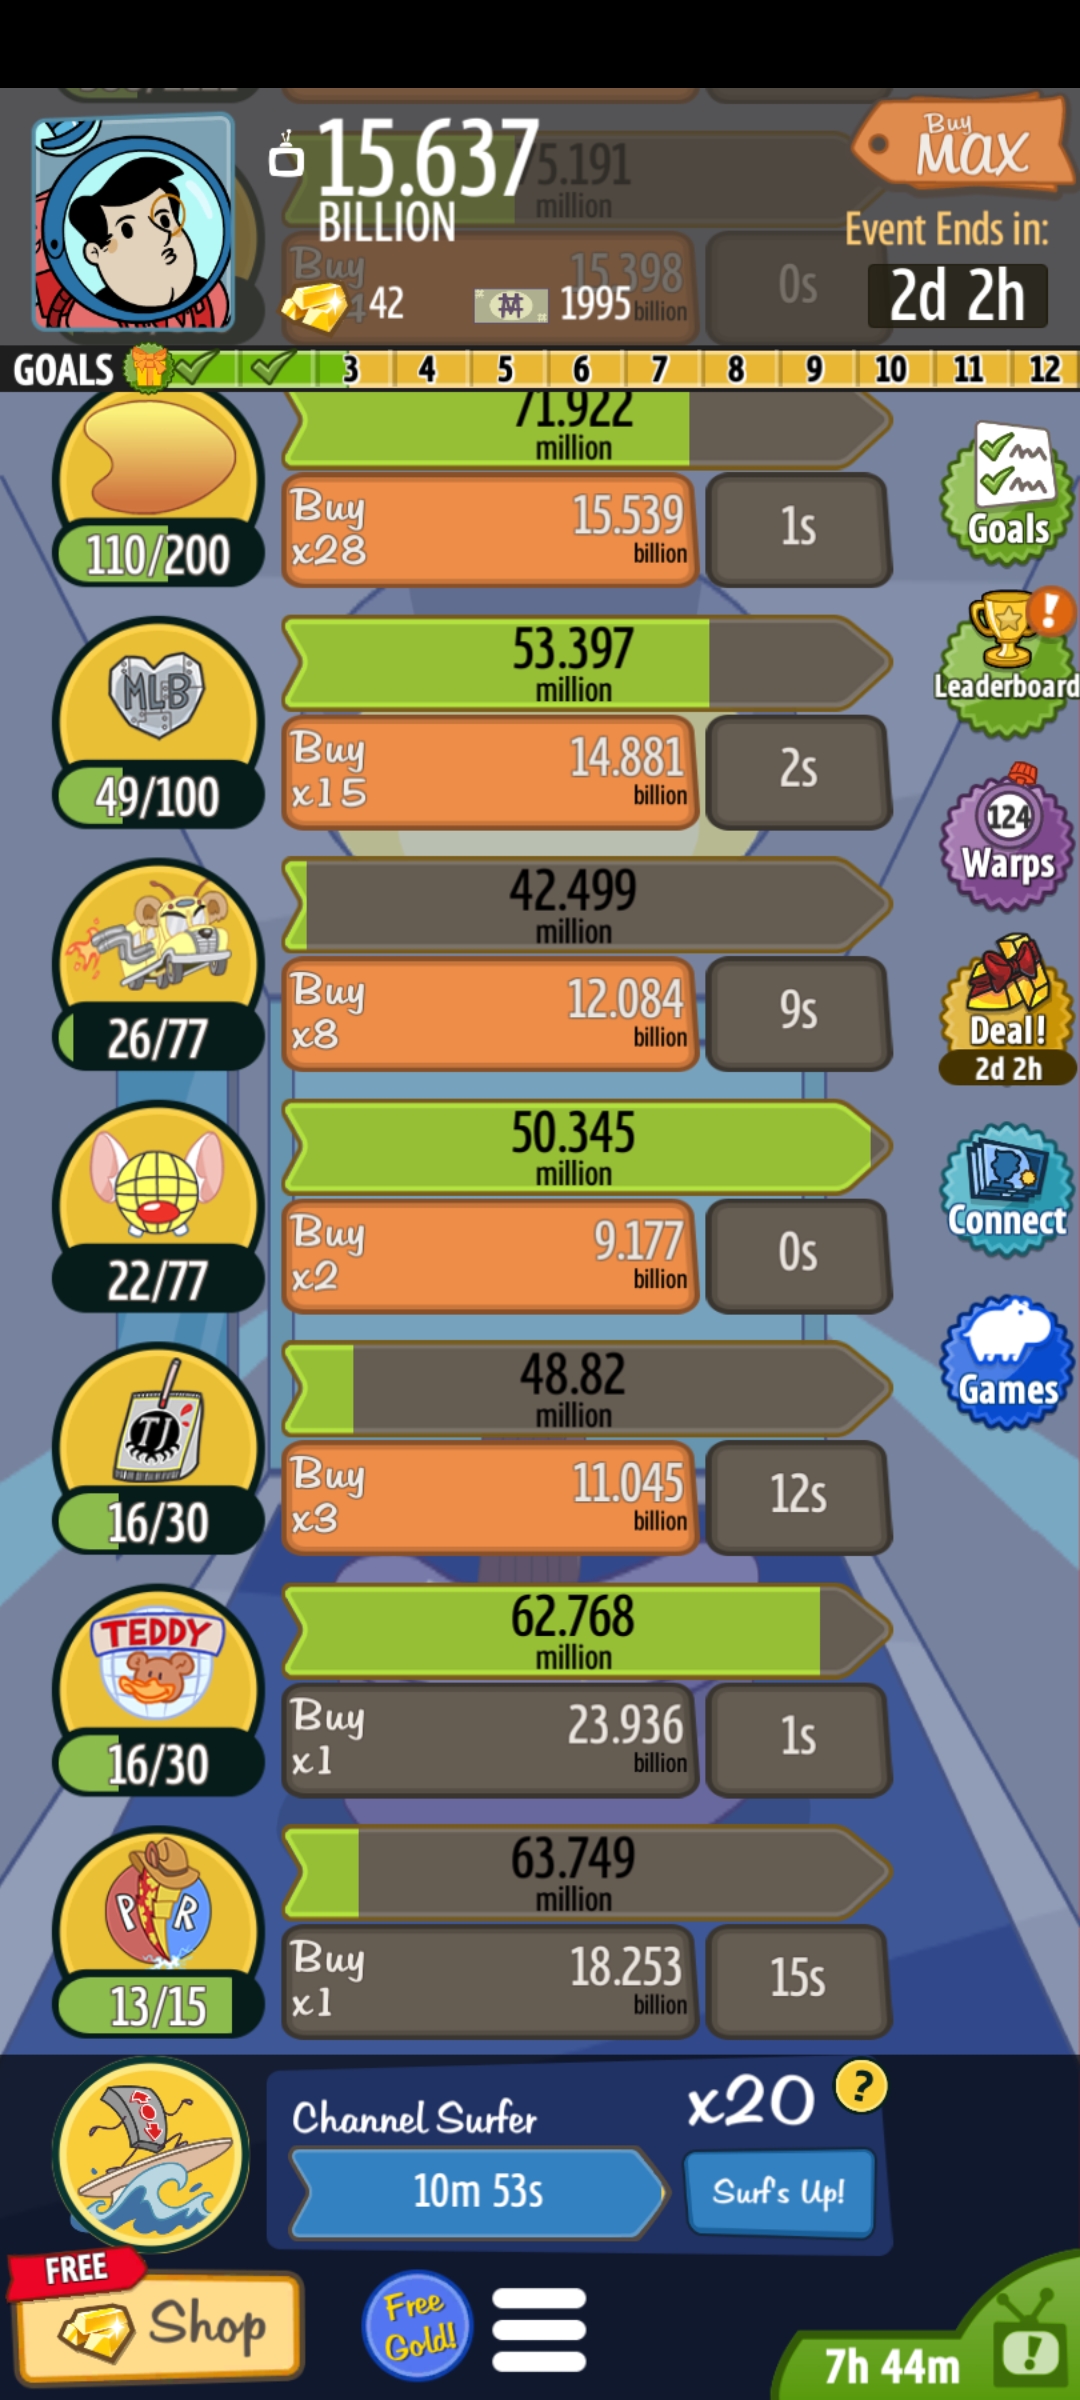 15.637
BILLION
75.191
million
Buy
MAX
Event Ends in:
2d 2h
Buy
15.398
billion
0s
42
1995
GOALS
3
4
5
6
7
8
9
10
11
12
71.922
million
110/200
Buy
x28
15.539
billion
1s
Goals
MLB
49/100
53.397
million
Buy
x15
14.881
billion
2s
Leaderboard
!
26/77
42.499
million
Buy
x8
12.084
billion
9s
124
Warps
Deal!
2d 2h
22/77
50.345
million
Buy
x2
9.177
billion
0s
Connect
TJ
16/30
48.82
million
Buy
x3
11.045
billion
12s
Games
TEDDY
16/30
62.768
million
Buy
x1
23.936
billion
1s
P R
13/15
63.749
million
Buy
x1
18.253
billion
15s
Channel Surfer
x20
?
10m 53s
Surf's Up!
FREE
Shop
Free
Gold!
7h 44m
!